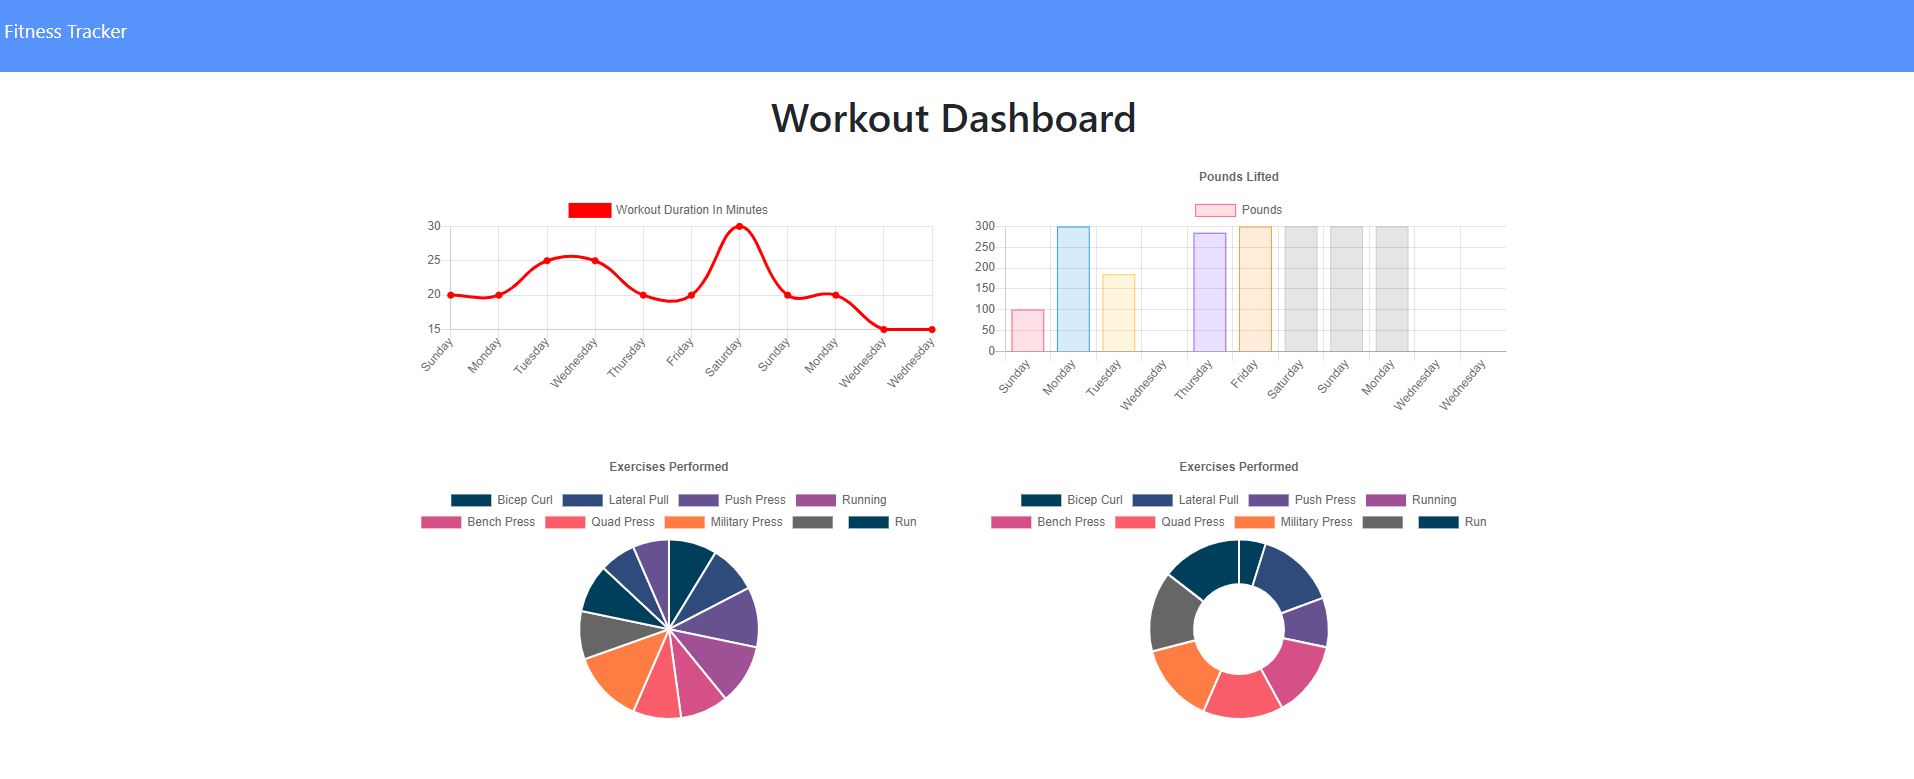 Fitness Tracker
Workout Dashboard
Workout Duration In Minutes
30
25
20
15
Sunday Monday Tuesday Wednesday Thursday Friday Saturday Sunday Monday Wednesday Wednesday
Pounds Lifted
Pounds
300
250
200
150
100
50
0
Sunday Monday Tuesday Wednesday Thursday Friday Saturday Sunday Monday Wednesday Wednesday
Exercises Performed
Bicep Curl Lateral Pull Push Press Running
Bench Press Quad Press Military Press Run
Exercises Performed
Bicep Curl Lateral Pull Push Press Running
Bench Press Quad Press Military Press Run